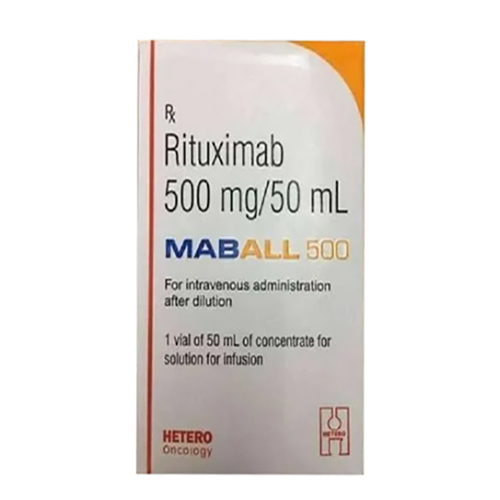 Rx
Rituximab
500 mg/50 mL
MABALL 500
For intravenous administration
after dilution
1 vial of 50 mL of concentrate for
solution for infusion
HETERO
Oncology
HETERO